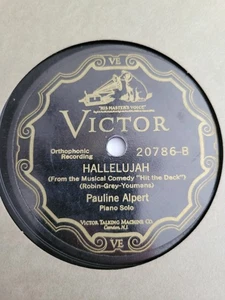 VE
"HIS MASTER'S VOICE"
VICTOR
Orthophonic
Recording
20786-B
HALLELUJAH
(From the Musical Comedy "Hit the Deck")
(Robin-Grey-Youmans)
Pauline Alpert
Piano Solo
VICTOR TALKING MACHINE CO.
Camden, N.J.
VE